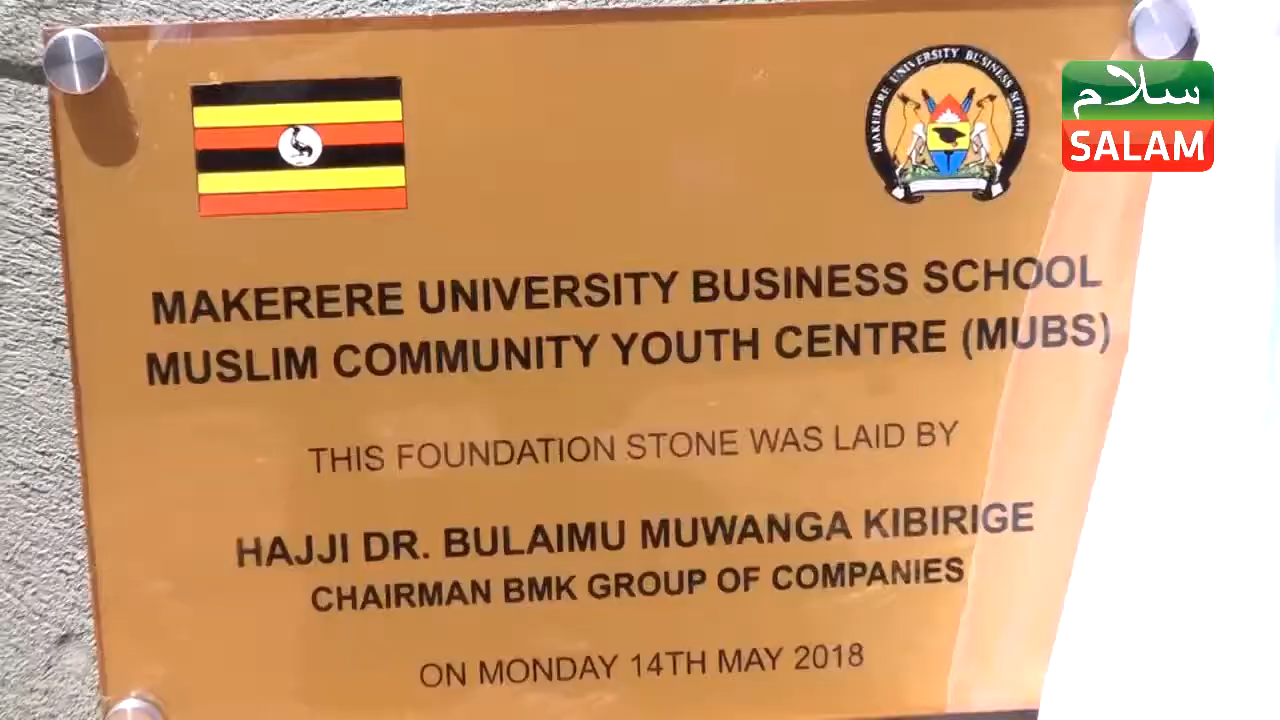 MAKERERE UNIVERSITY BUSINESS SCHOOL
سلام
SALAM
MAKERERE UNIVERSITY BUSINESS SCHOOL
MUSLIM COMMUNITY YOUTH CENTRE (MUBS)
THIS FOUNDATION STONE WAS LAID BY
HAJJI DR. BULAIMU MUWANGA KIBIRIGE
CHAIRMAN BMK GROUP OF COMPANIES
ON MONDAY 14TH MAY 2018